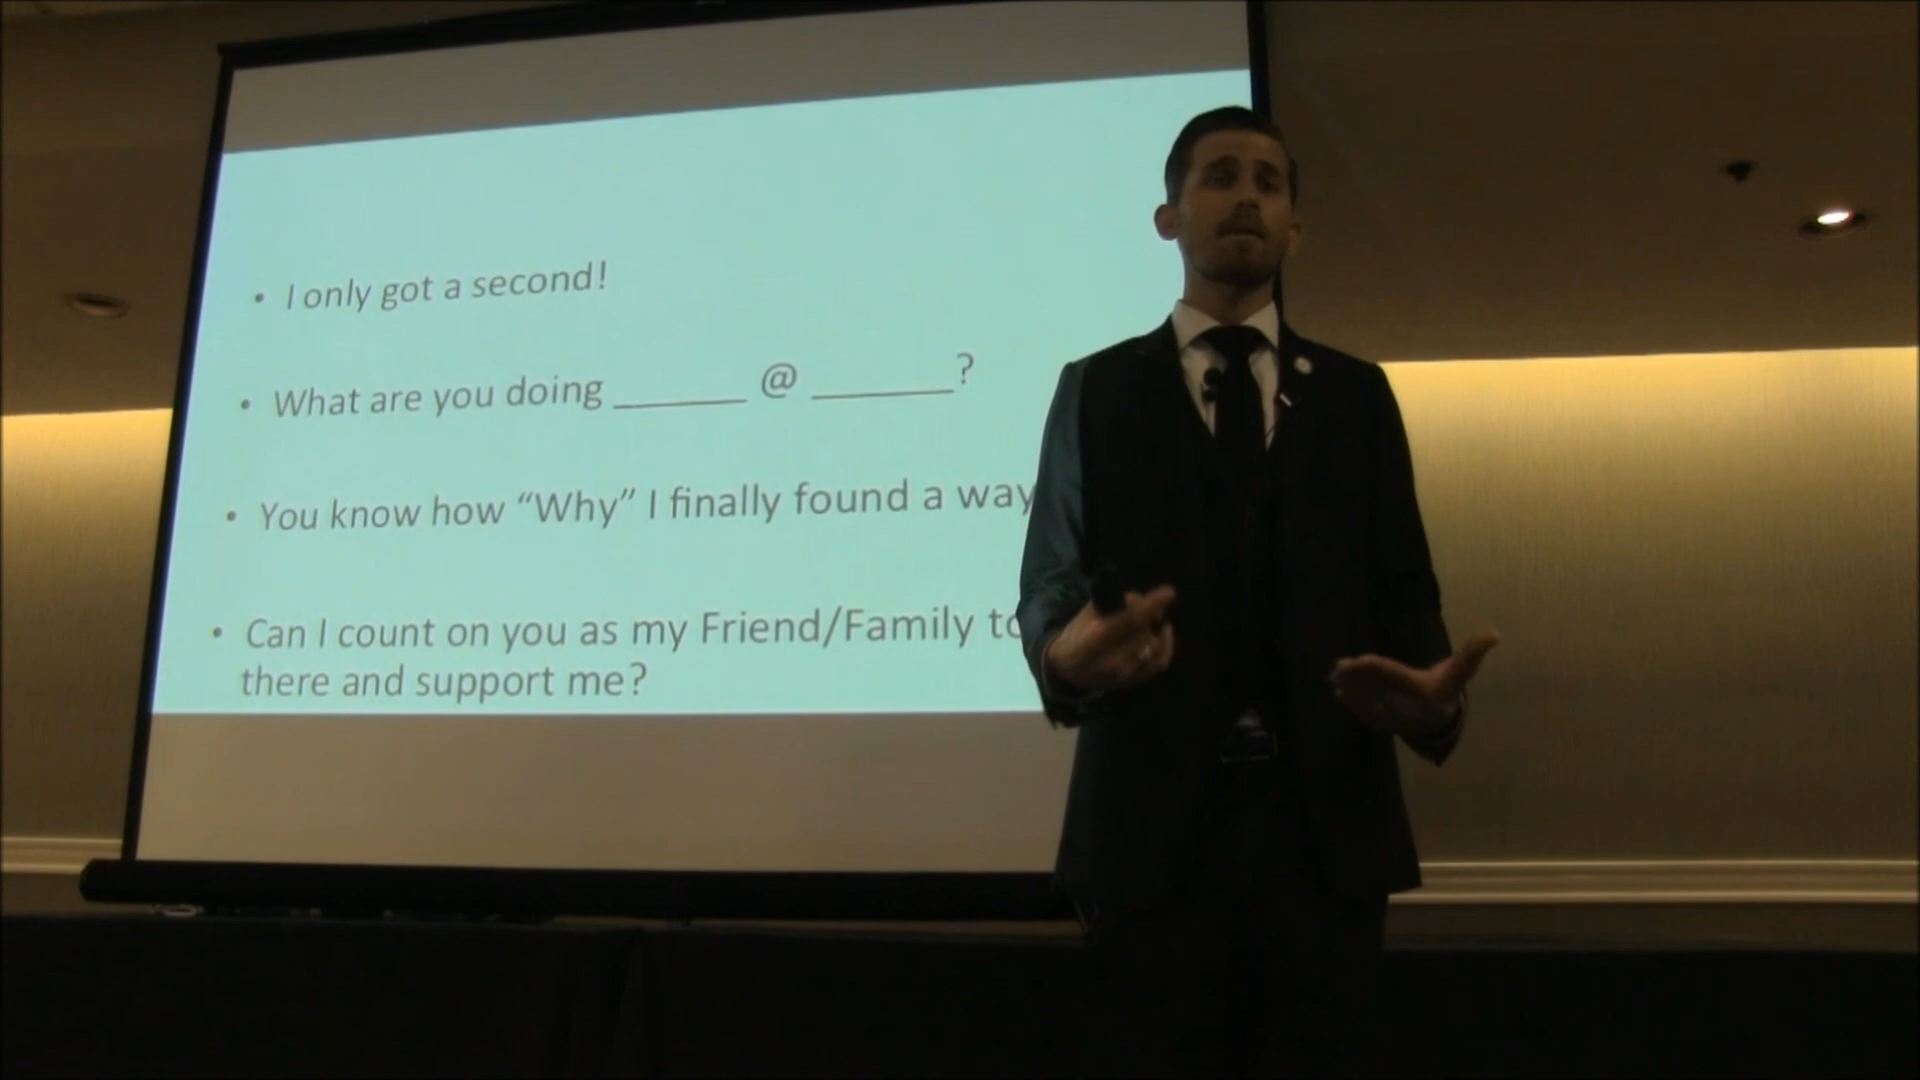 • I only got a second!
• What are you doing ______ @ ______?
• You know how “Why” I finally found a way
• Can I count on you as my Friend/Family
there and support me?